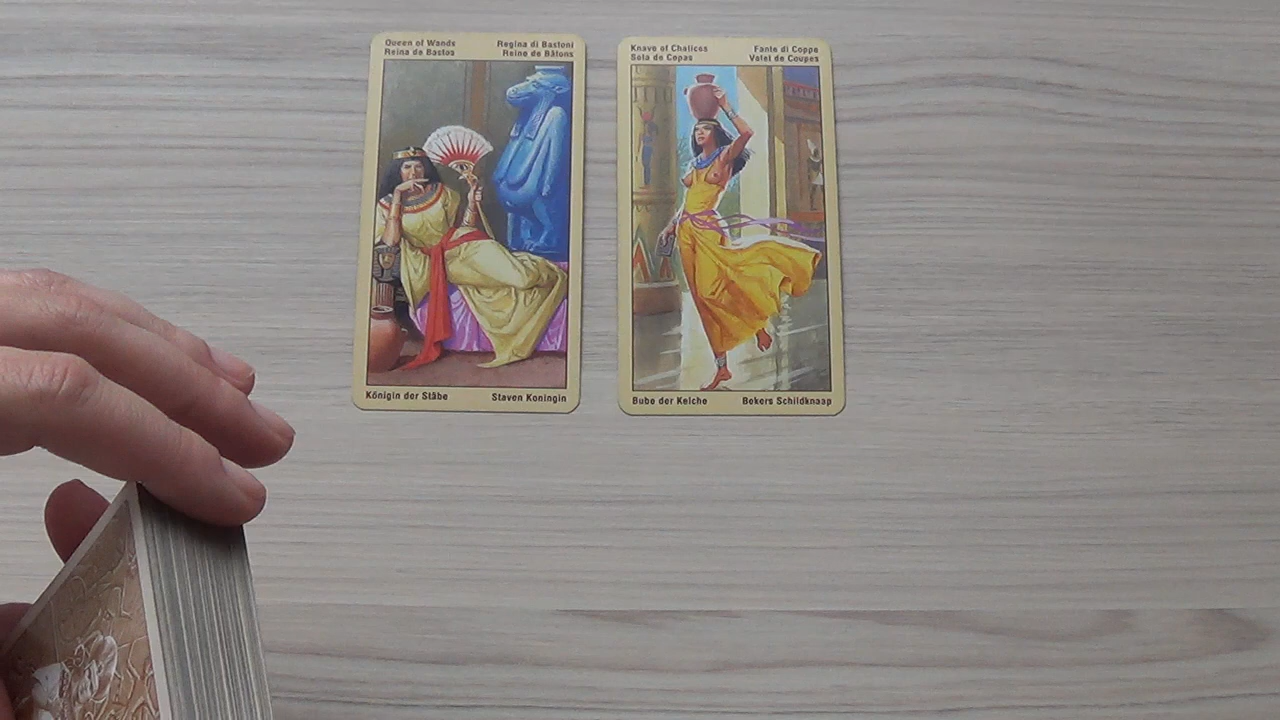 Queen of Wands Regina di Bastoni
Reina de Bastos Reine de Bâtons
Königin der Stäbe Staven Koningin
Knave of Chalices Fante di Coppe
Sota de Copas Valet de Coupes
Bube der Kelche Bekers Schildknaap